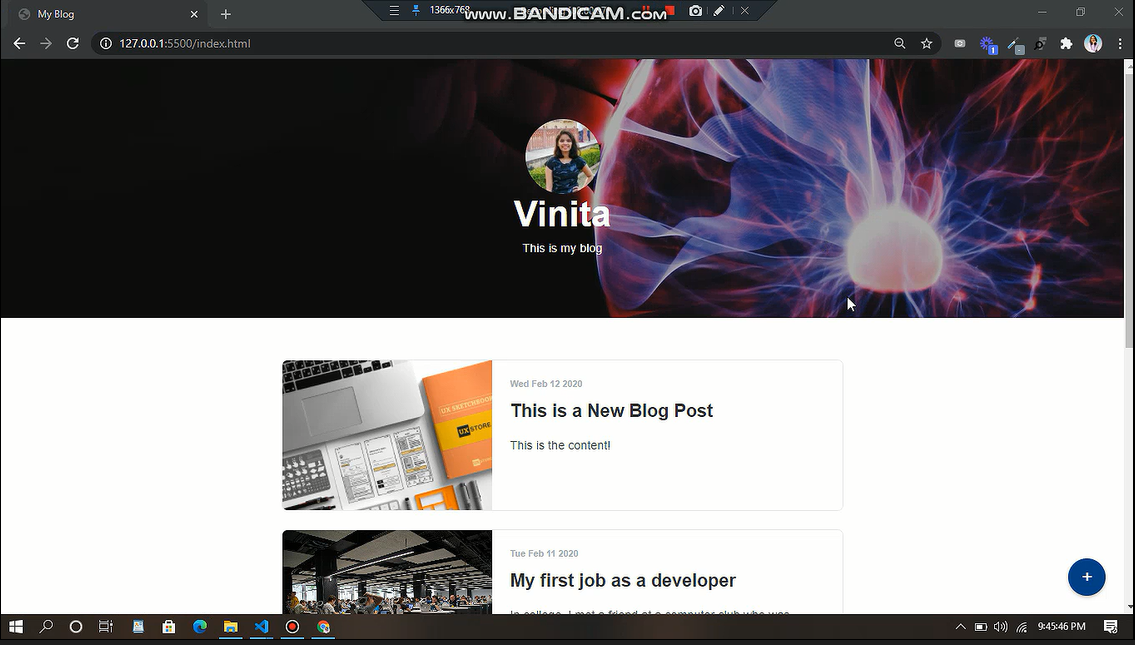 My Blog
1366x768
www.BANDICAM.com
127.0.0.1:5500/index.html
1
Vinita
This is my blog
UX SKETCHBOOK
UX STORE
Wed Feb 12 2020
This is a New Blog Post
This is the content!
Tue Feb 11 2020
My first job as a developer
In college, I met a friend at a computer club who was
+
9:45:46 PM